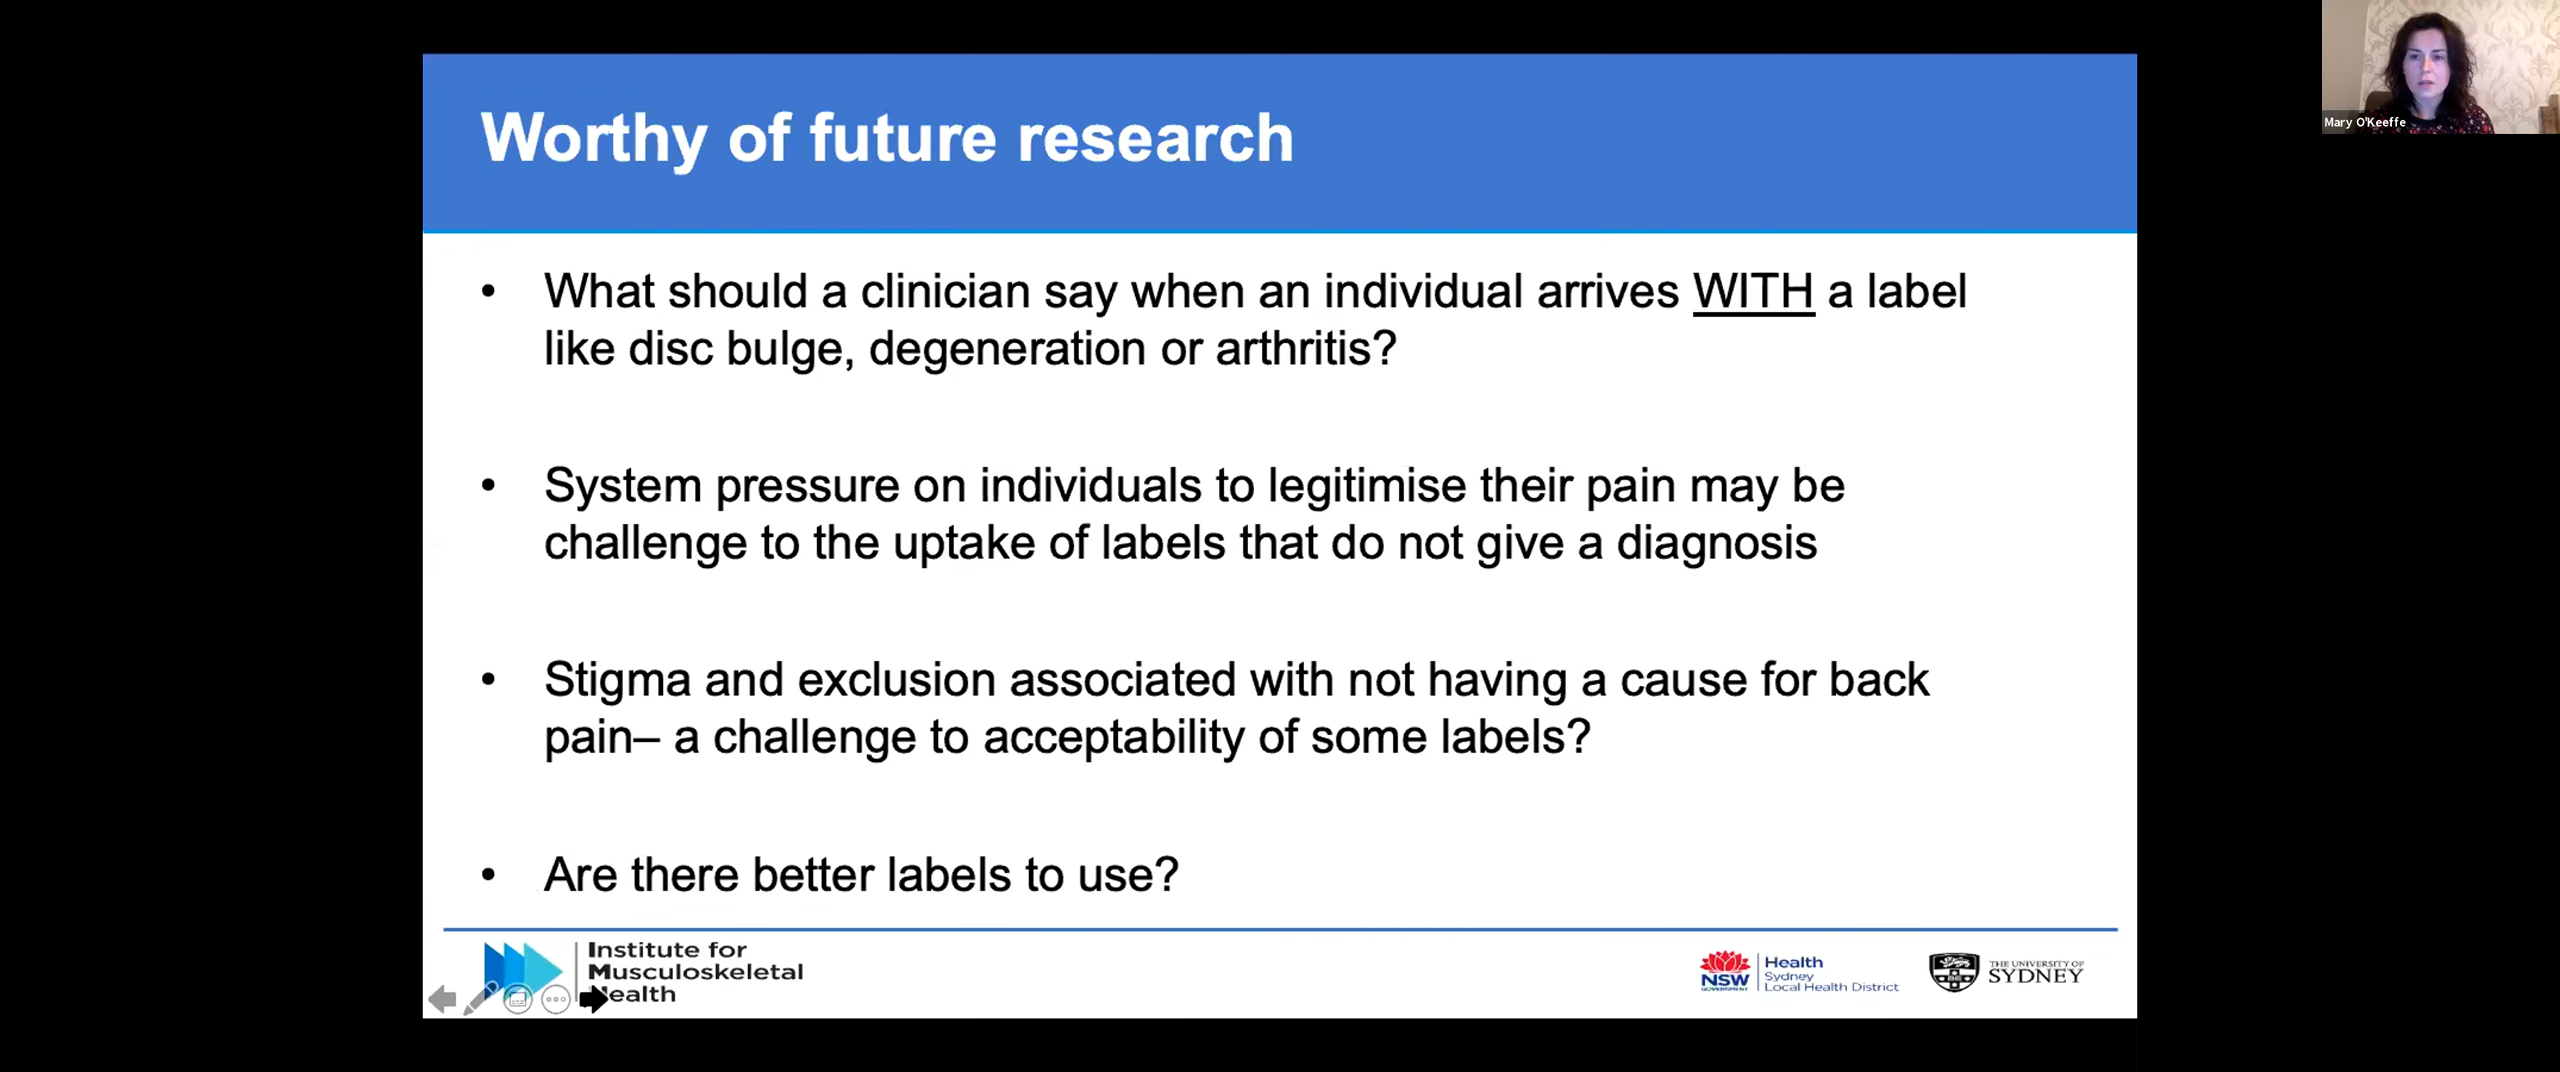 Worthy of future research
Mary O'Keeffe
• What should a clinician say when an individual arrives WITH a label
like disc bulge, degeneration or arthritis?
• System pressure on individuals to legitimise their pain may be
challenge to the uptake of labels that do not give a diagnosis
• Stigma and exclusion associated with not having a cause for back
pain– a challenge to acceptability of some labels?
• Are there better labels to use?
Institute for
Musculoskeletal
Health
NSW
GOVERNMENT
Health
Sydney
Local Health District
THE UNIVERSITY OF
SYDNEY